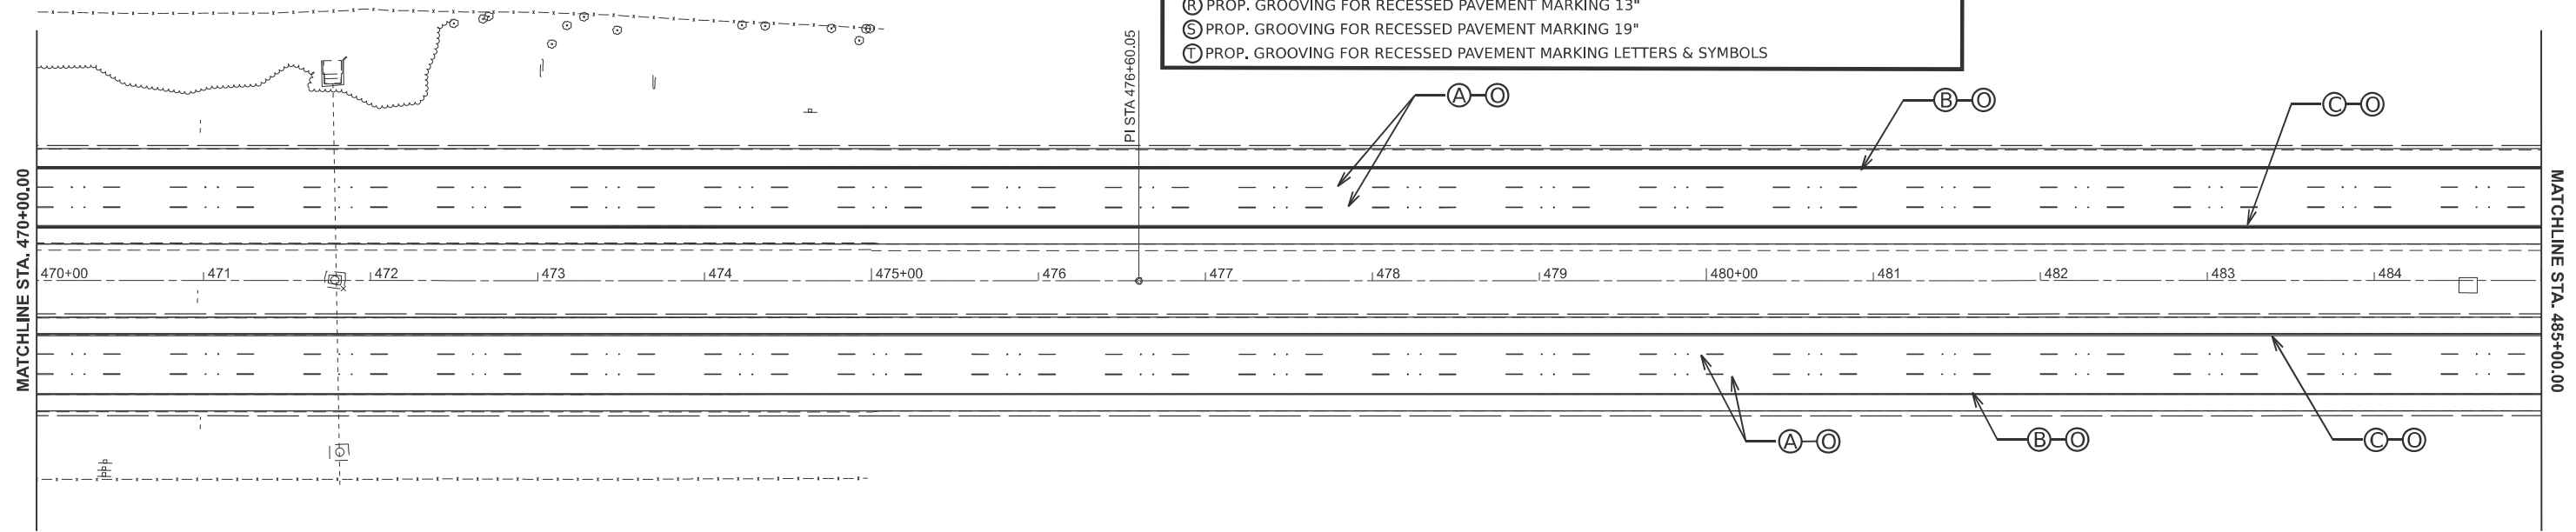 Ⓡ PROP. GROOVING FOR RECESSED PAVEMENT MARKING 13"
Ⓢ PROP. GROOVING FOR RECESSED PAVEMENT MARKING 19"
Ⓣ PROP. GROOVING FOR RECESSED PAVEMENT MARKING LETTERS & SYMBOLS
PI STA 476+60.05
A O
B O
C O
MATCHLINE STA. 470+00.00
MATCHLINE STA. 485+00.00
470+00 471 472 473 474 475+00 476 477 478 479 480+00 481 482 483 484
A O
B O
C O